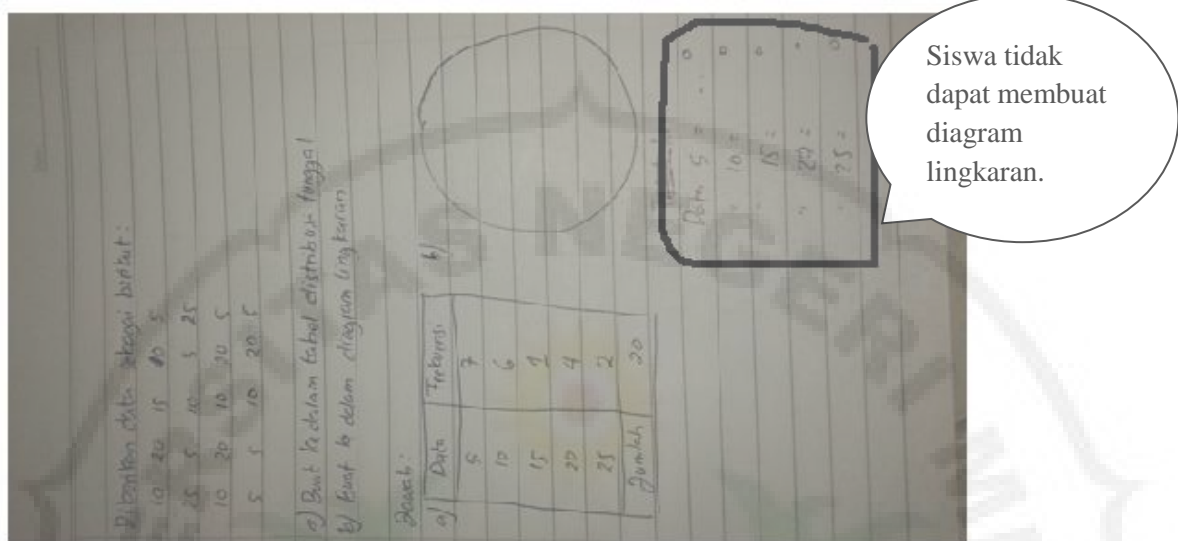 Diberikan data sebagai berikut:
10 20 15 20 5
25 5 10 5 25
10 20 10 20 5
5 5 10 20 5
a) Buat kedalam tabel distribusi tunggal
b) Buat ke dalam diagram lingkaran
Jawab:
a) Data Frekuensi
5 7
10 6
15 1
20 4
25 2
Jumlah 20
b)
Data 5 =
10 =
15 =
20 =
25 =
Siswa tidak
dapat membuat
diagram
lingkaran.